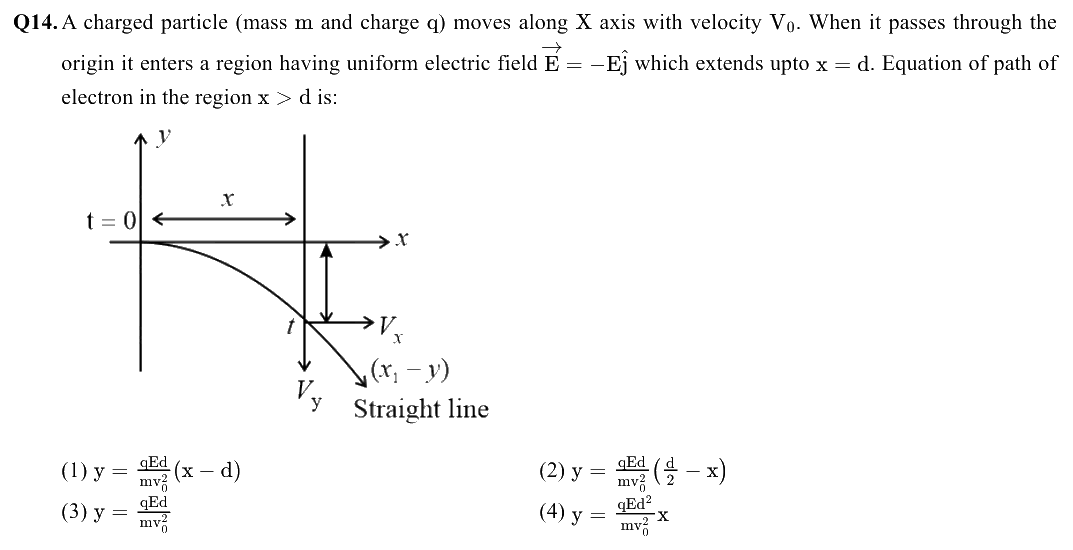 Q14. A charged particle (mass m and charge q) moves along X axis with velocity V₀. When it passes through the
origin it enters a region having uniform electric field E⃗ = −Eĵ which extends upto x = d. Equation of path of
electron in the region x > d is:
y
x
t = 0
x
t
Vₓ
(x₁ − y)
V_y
Straight line
(1) y = qEd/mv₀² (x − d)
(2) y = qEd/mv₀² (d/2 − x)
(3) y = qEd/mv₀²
(4) y = qEd²/mv₀² x